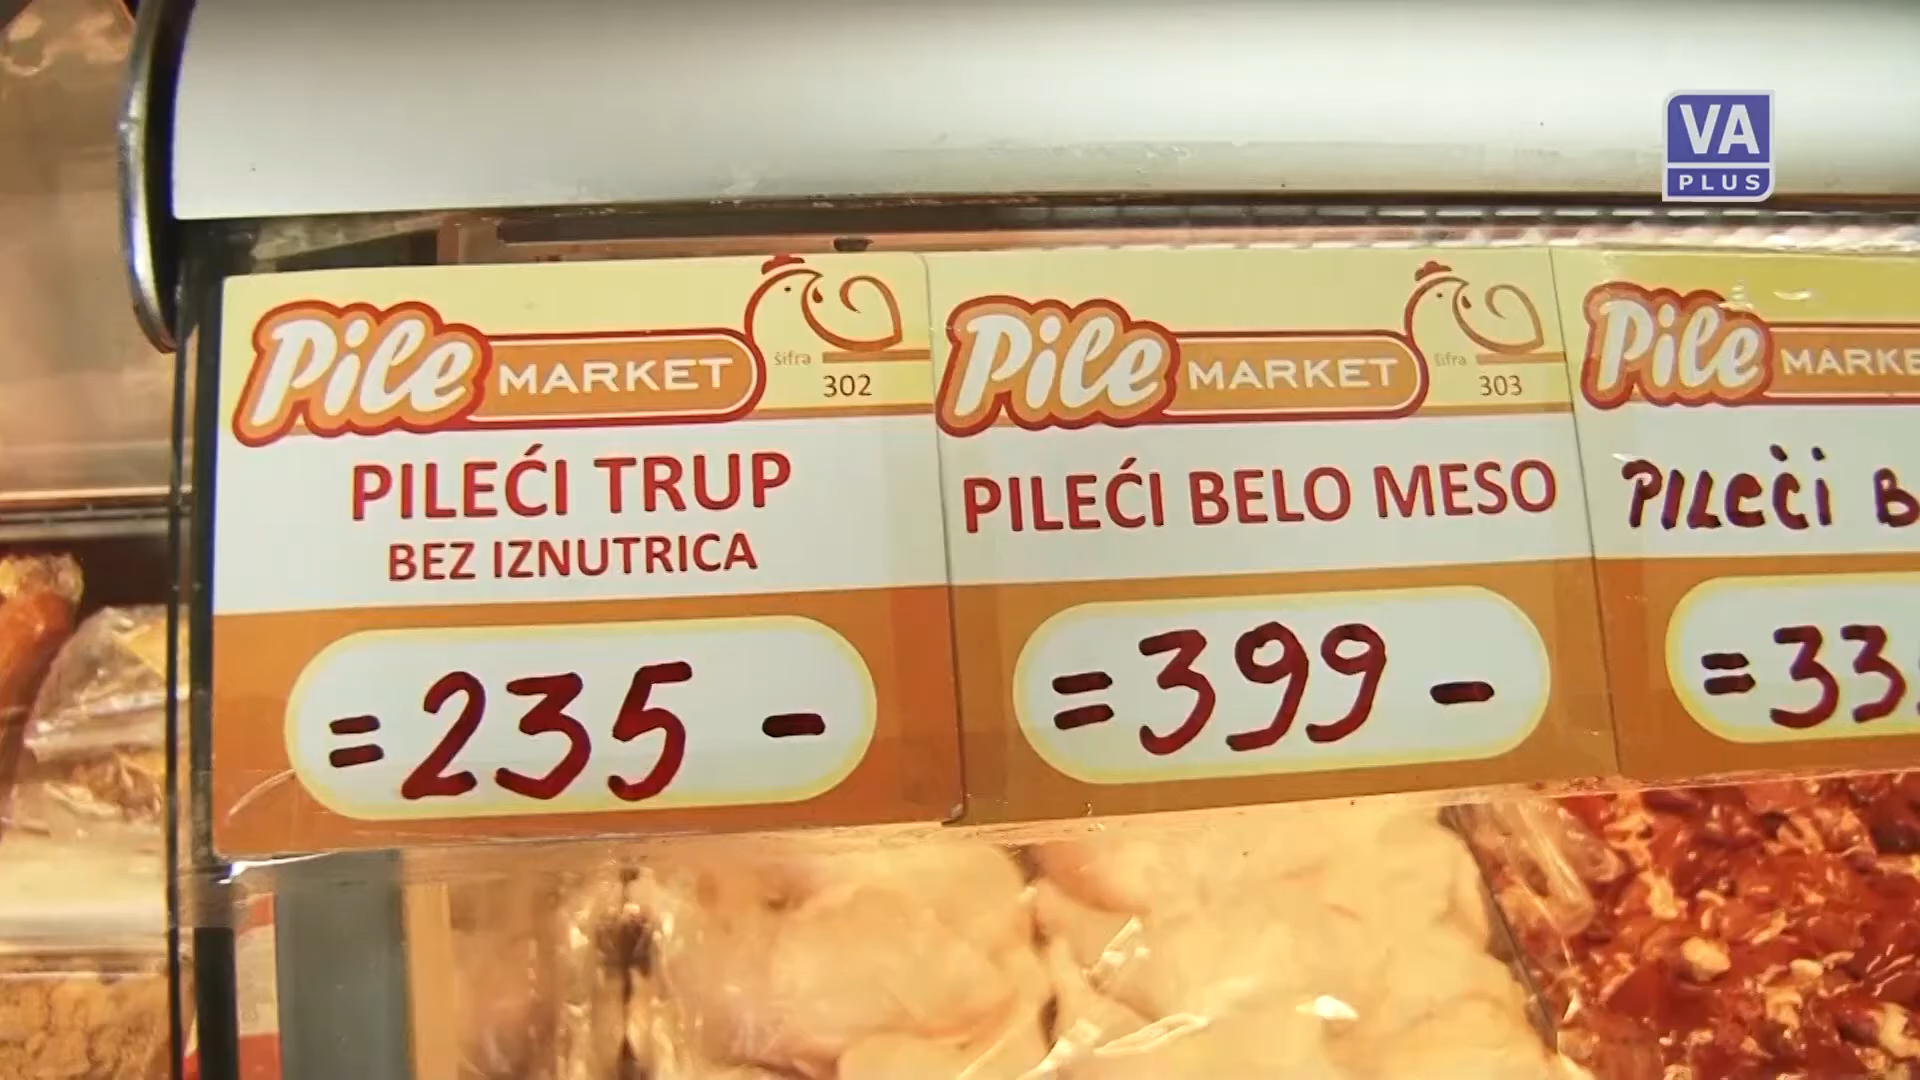 VA
PLUS
Pile MARKET
šifra
302
PILEĆI TRUP
BEZ IZNUTRICA
=235-
Pile MARKET
šifra
303
PILEĆI BELO MESO
=399-
Pile
PILEĆI